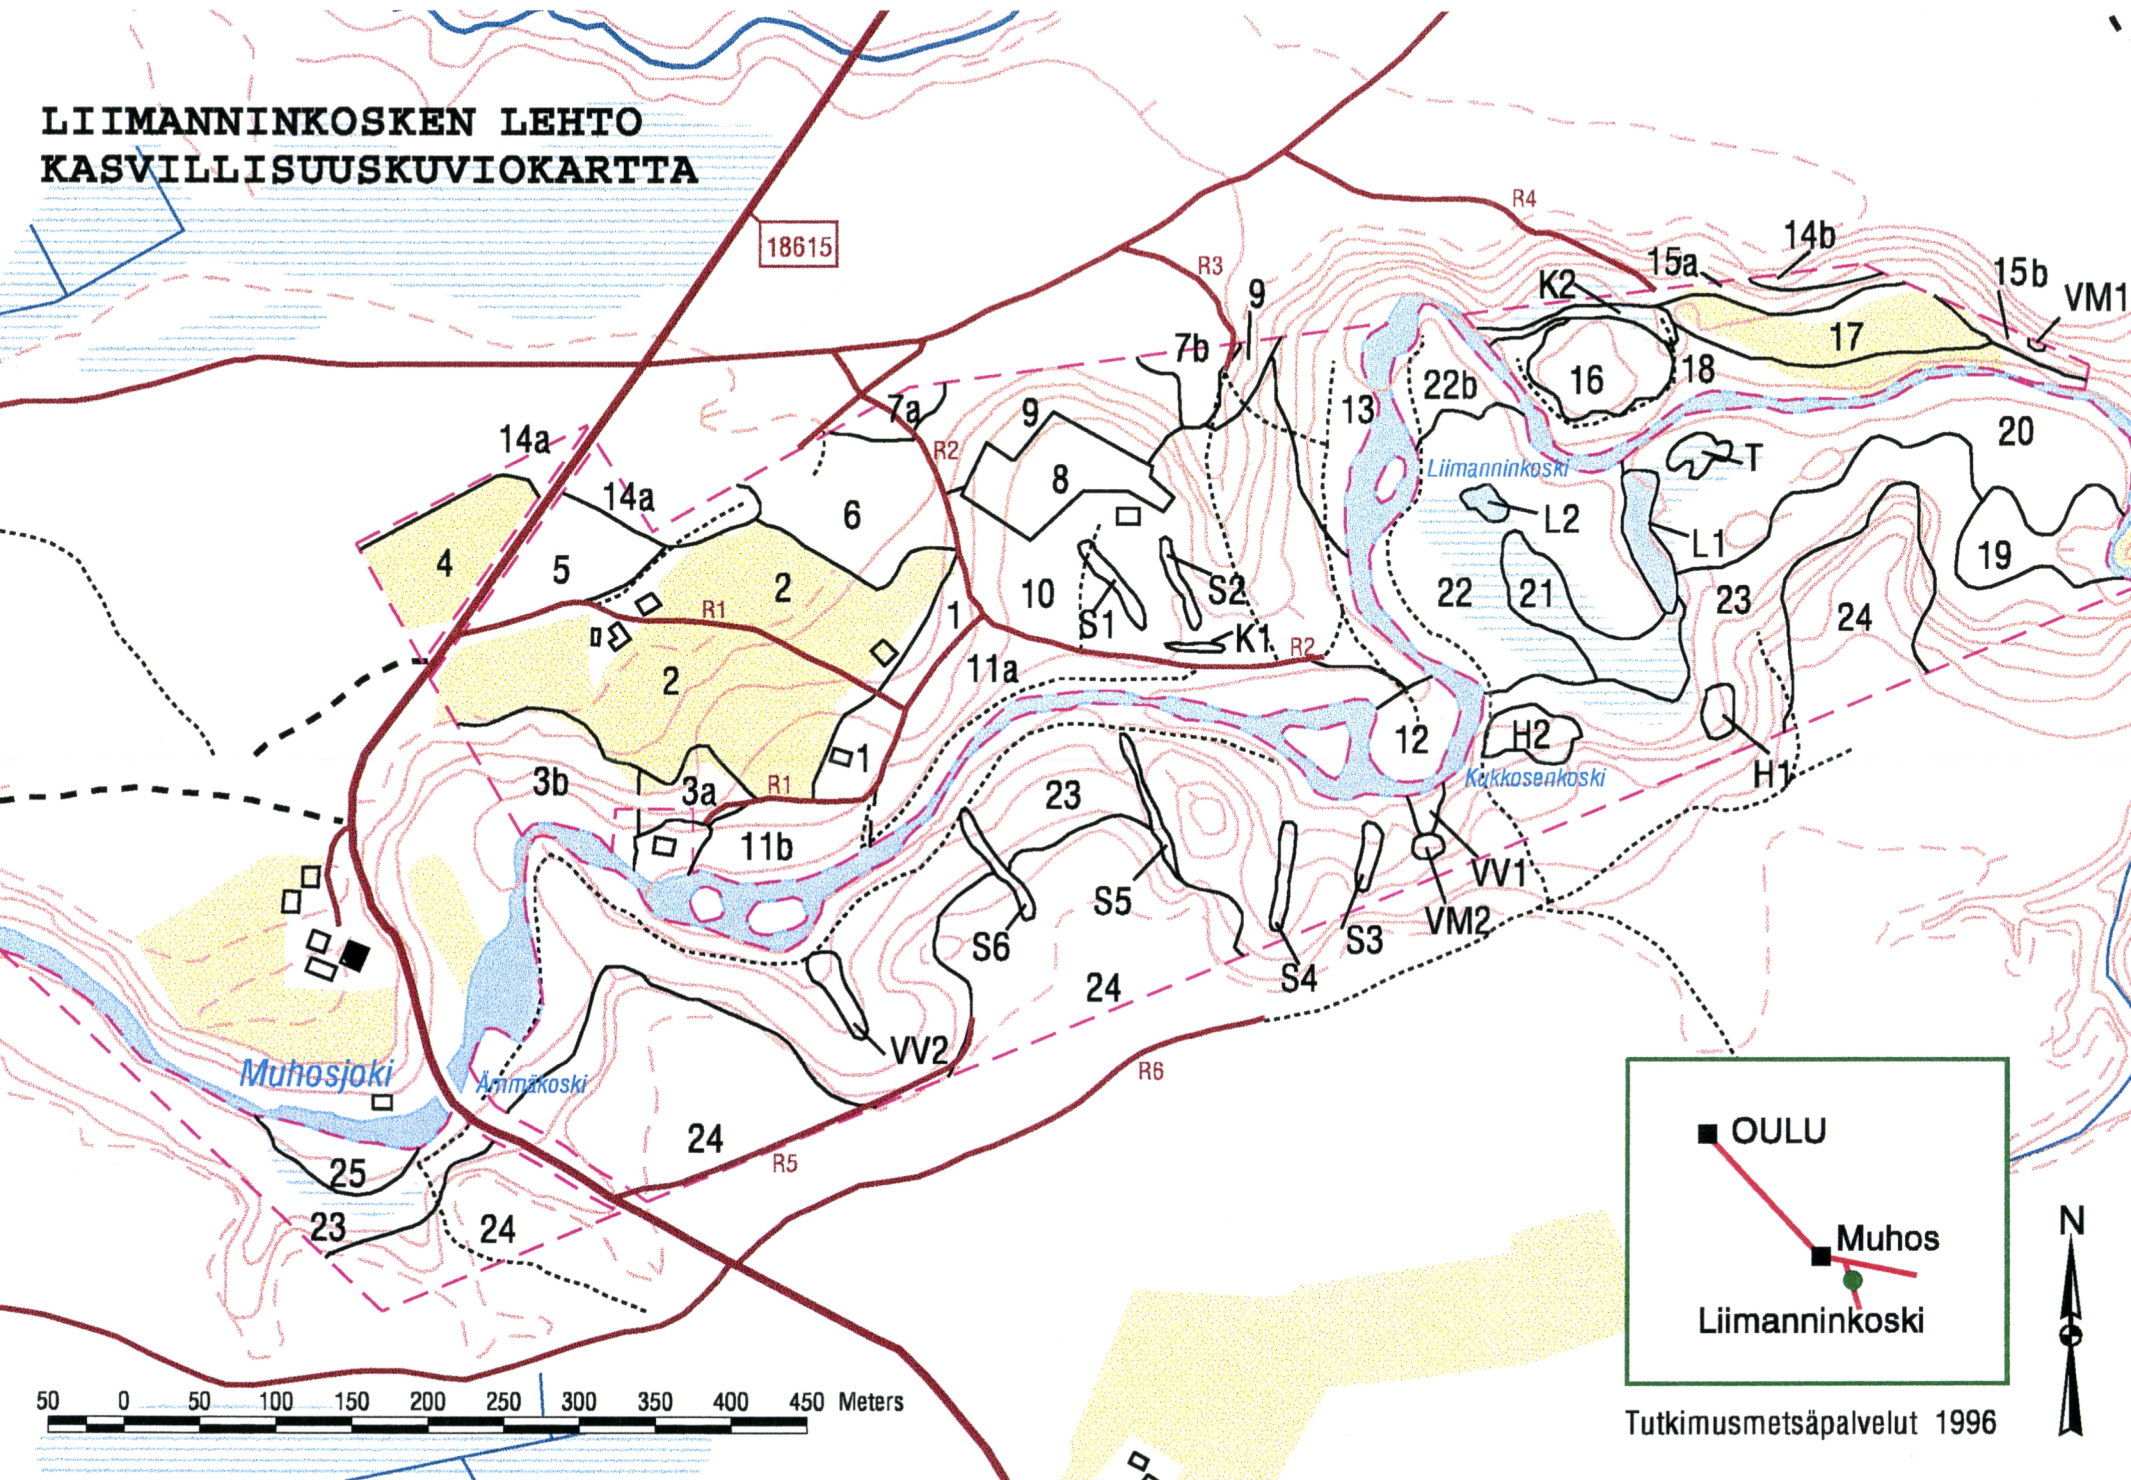 LIIMANNINKOSKEN LEHTO
KASVILLISUUSKUVIOKARTTA
18615
R4
14b
15a
R3
K2
15b
9
VM1
7b
17
22b
16
18
13
7a
9
14a
R2
20
Liimanninkoski
T
8
14a
6
L2
L1
4
5
2
10
S2
22
21
23
19
24
R1
1
S1
K1
R2
11a
2
12
H2
1
Kukkosenkoski
H1
3b
3a
R1
23
11b
VV1
S5
VM2
S6
S3
S4
24
VV2
Muhosjoki
Ämmäkoski
R6
24
R5
25
23
24
OULU
Muhos
Liimanninkoski
N
50 0 50 100 150 200 250 300 350 400 450 Meters
Tutkimusmetsäpalvelut 1996